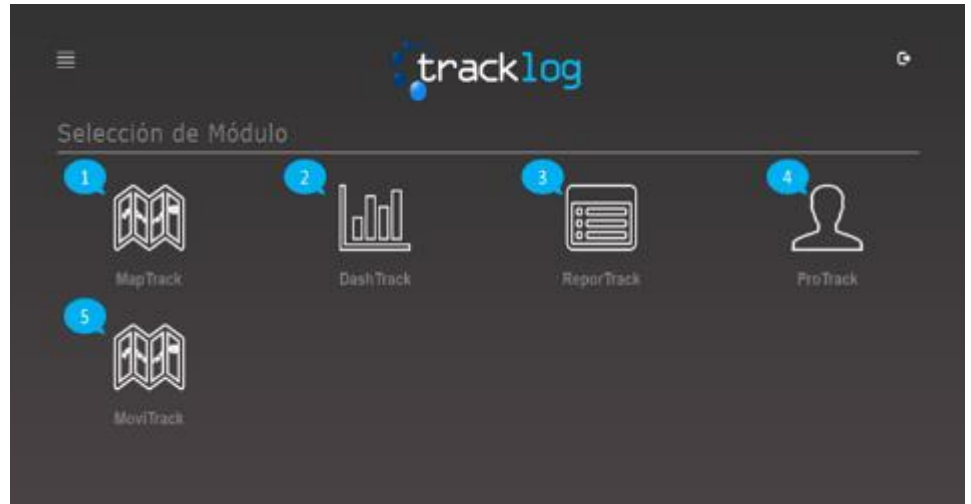 tracklog
Selección de Módulo
1 2 3 4
MapTrack DashTrack ReporTrack ProTrack
5
MoviTrack